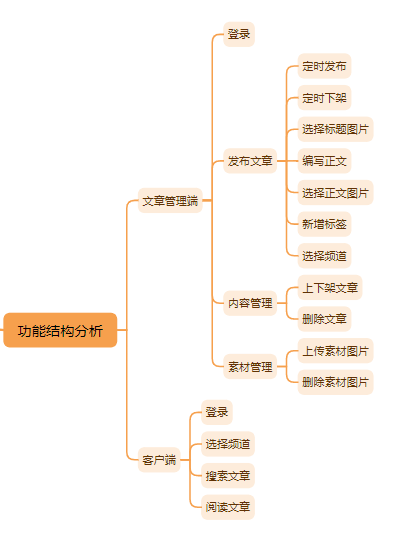 功能结构分析
文章管理端
登录
发布文章
定时发布
定时下架
选择标题图片
编写正文
选择正文图片
新增标签
选择频道
内容管理
上下架文章
删除文章
素材管理
上传素材图片
删除素材图片
客户端
登录
选择频道
搜索文章
阅读文章